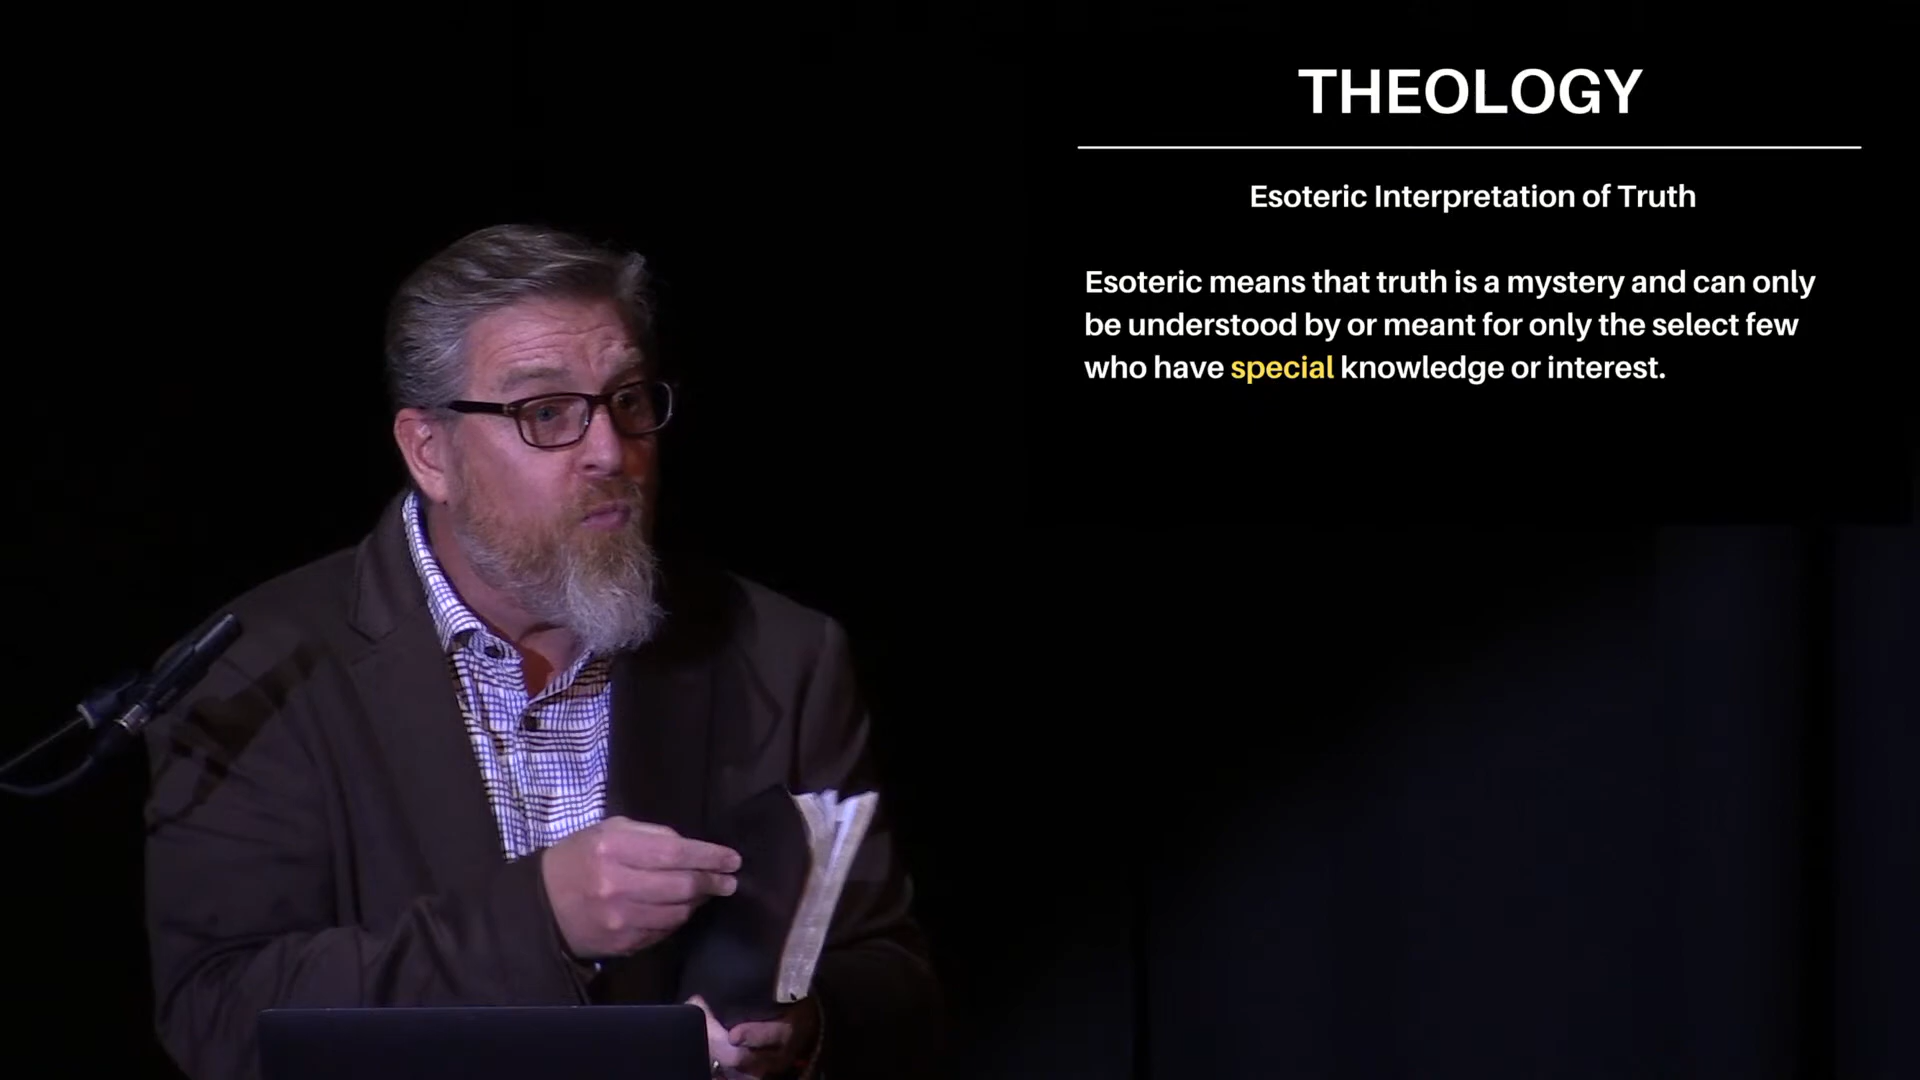 THEOLOGY
Esoteric Interpretation of Truth
Esoteric means that truth is a mystery and can only
be understood by or meant for only the select few
who have special knowledge or interest.